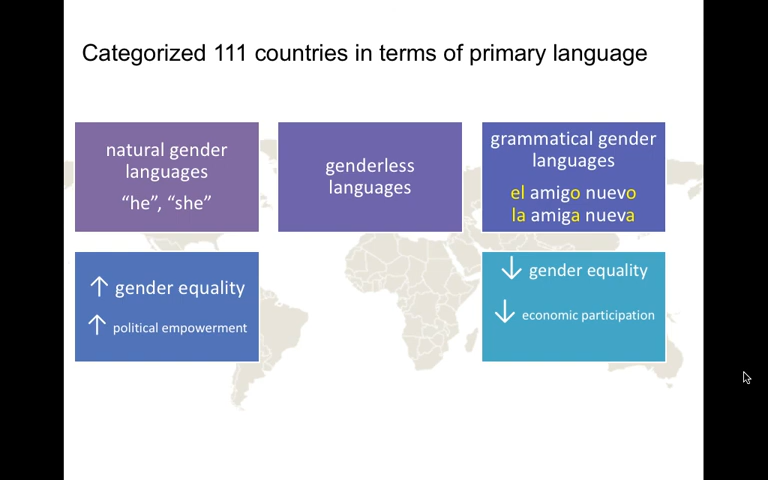 Categorized 111 countries in terms of primary language
natural gender
languages
“he”, “she”
genderless
languages
grammatical gender
languages
el amigo nuevo
la amiga nueva
↑ gender equality
↑ political empowerment
↓ gender equality
↓ economic participation